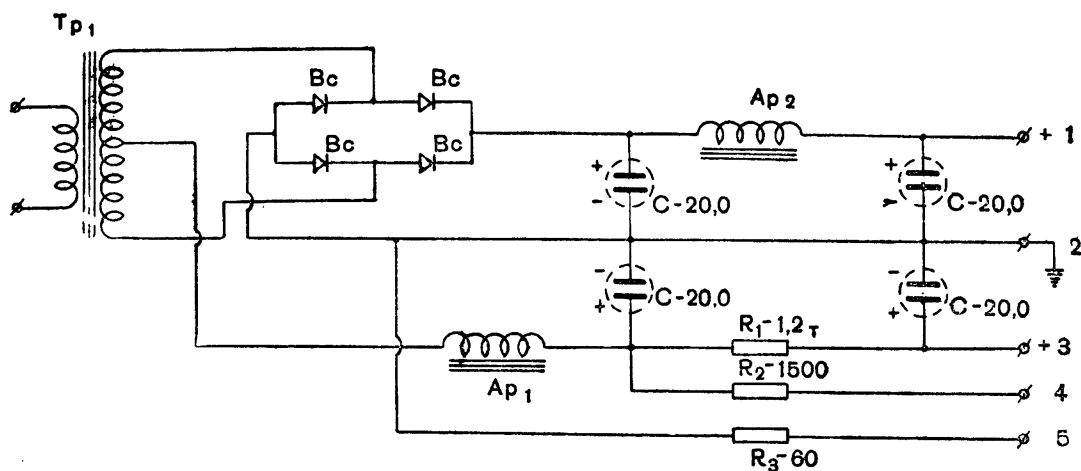 Тр1
Вс
Вс
Вс
Вс
Др2
+ 1
+
-
С-20,0
+
-
С-20,0
2
-
+
С-20,0
-
+
С-20,0
R1-1,2т
+ 3
Др1
R2-1500
4
5
R3-60